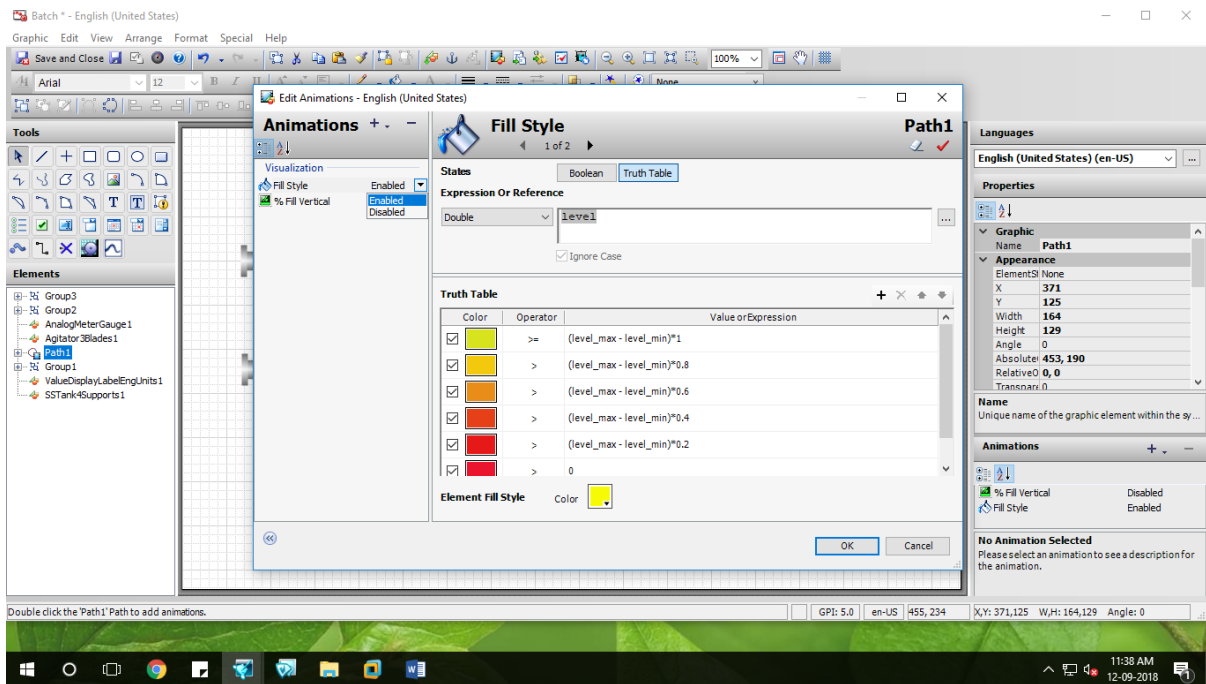 Batch * - English (United States)
Graphic Edit View Arrange Format Special Help
Save and Close 100%
Arial 12 B I U A None
Edit Animations - English (United States)
Animations
Visualization
Fill Style Enabled
% Fill Vertical Enabled
Disabled
Fill Style
1 of 2
Path1
States Boolean Truth Table
Expression Or Reference
Double level ...
Ignore Case
Truth Table
Color Operator Value or Expression
>= (level_max - level_min)*1
> (level_max - level_min)*0.8
> (level_max - level_min)*0.6
> (level_max - level_min)*0.4
> (level_max - level_min)*0.2
> 0
Element Fill Style Color
OK Cancel
Tools
T T
Elements
Group3
Group2
AnalogMeterGauge1
Agitator3Blades1
Path1
Group1
ValueDisplayLabelEngUnits1
SSTank4Supports1
Languages
English (United States) (en-US) ...
Properties
Graphic
Name Path1
Appearance
ElementSt None
X 371
Y 125
Width 164
Height 129
Angle 0
Absolute 453, 190
RelativeO 0, 0
Transpare 0
Name
Unique name of the graphic element within the sy...
Animations
% Fill Vertical Disabled
Fill Style Enabled
No Animation Selected
Please select an animation to see a description for
the animation.
Double click the 'Path1' Path to add animations. GPI: 5.0 en-US 455, 234 X,Y: 371,125 W,H: 164,129 Angle: 0
11:38 AM
12-09-2018
1